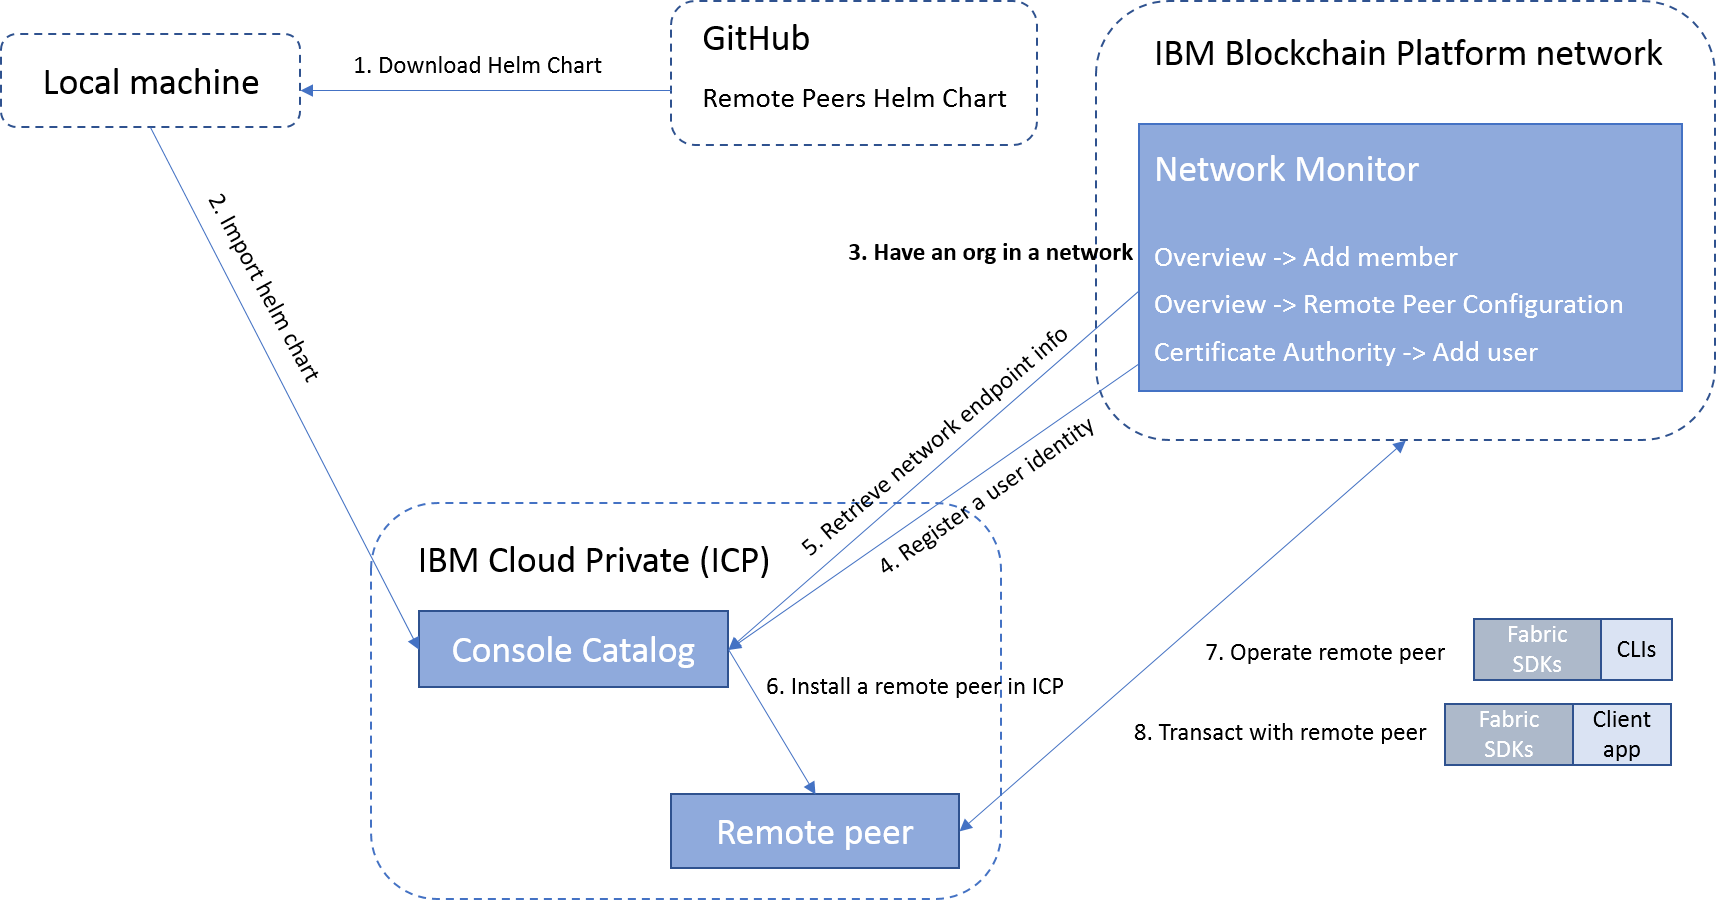 Local machine
1. Download Helm Chart
GitHub
Remote Peers Helm Chart
IBM Blockchain Platform network
Network Monitor
2. Import helm chart
3. Have an org in a network
Overview -> Add member
Overview -> Remote Peer Configuration
Certificate Authority -> Add user
5. Retrieve network endpoint info
4. Register a user identity
IBM Cloud Private (ICP)
Console Catalog
6. Install a remote peer in ICP
Remote peer
7. Operate remote peer
Fabric
SDKs
CLIs
8. Transact with remote peer
Fabric
SDKs
Client
app